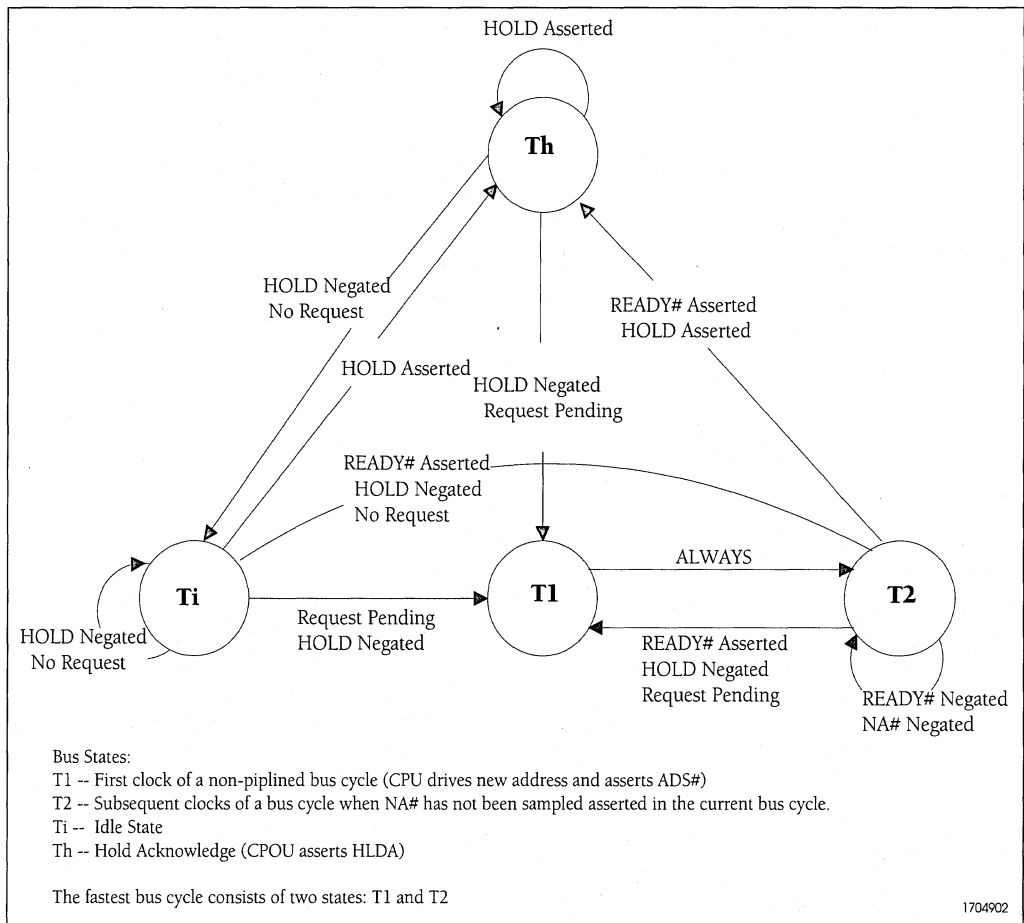 HOLD Asserted
Th
HOLD Negated
No Request
READY# Asserted
HOLD Asserted
HOLD Asserted
HOLD Negated
Request Pending
READY# Asserted
HOLD Negated
No Request
ALWAYS
Ti
T1
T2
Request Pending
HOLD Negated
HOLD Negated
No Request
READY# Asserted
HOLD Negated
Request Pending
READY# Negated
NA# Negated
Bus States:
T1 -- First clock of a non-piplined bus cycle (CPU drives new address and asserts ADS#)
T2 -- Subsequent clocks of a bus cycle when NA# has not been sampled asserted in the current bus cycle.
Ti -- Idle State
Th -- Hold Acknowledge (CPOU asserts HLDA)
The fastest bus cycle consists of two states: T1 and T2
1704902